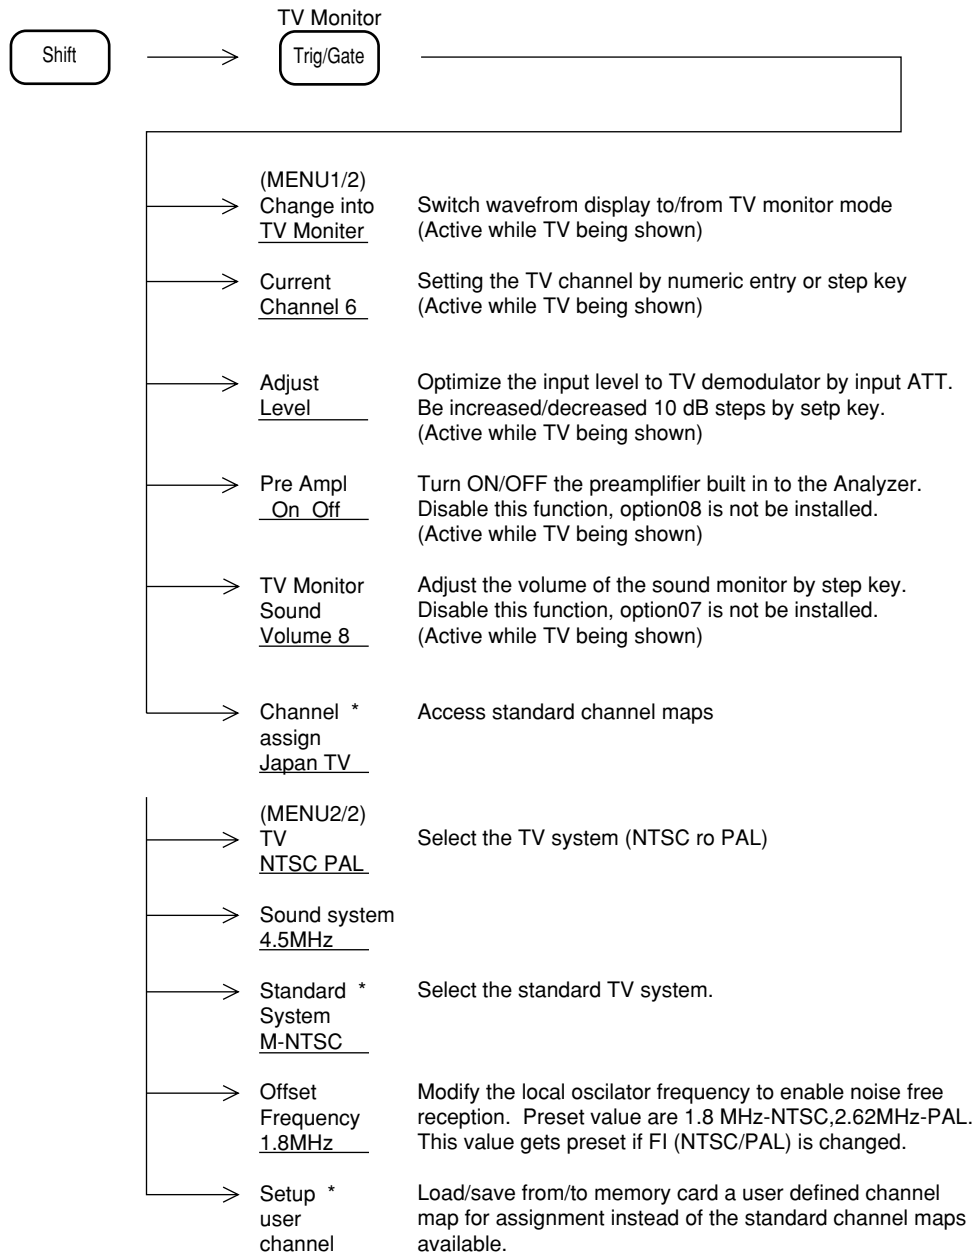 TV Monitor
Shift
Trig/Gate
(MENU1/2)
Change into
TV Moniter
Switch wavefrom display to/from TV monitor mode
(Active while TV being shown)
Current
Channel 6
Setting the TV channel by numeric entry or step key
(Active while TV being shown)
Adjust
Level
Optimize the input level to TV demodulator by input ATT.
Be increased/decreased 10 dB steps by setp key.
(Active while TV being shown)
Pre Ampl
On Off
Turn ON/OFF the preamplifier built in to the Analyzer.
Disable this function, option08 is not be installed.
(Active while TV being shown)
TV Monitor
Sound
Volume 8
Adjust the volume of the sound monitor by step key.
Disable this function, option07 is not be installed.
(Active while TV being shown)
Channel *
assign
Japan TV
Access standard channel maps
(MENU2/2)
TV
NTSC PAL
Select the TV system (NTSC ro PAL)
Sound system
4.5MHz
Standard *
System
M-NTSC
Select the standard TV system.
Offset
Frequency
1.8MHz
Modify the local oscilator frequency to enable noise free
reception. Preset value are 1.8 MHz-NTSC,2.62MHz-PAL.
This value gets preset if FI (NTSC/PAL) is changed.
Setup *
user
channel
Load/save from/to memory card a user defined channel
map for assignment instead of the standard channel maps
available.